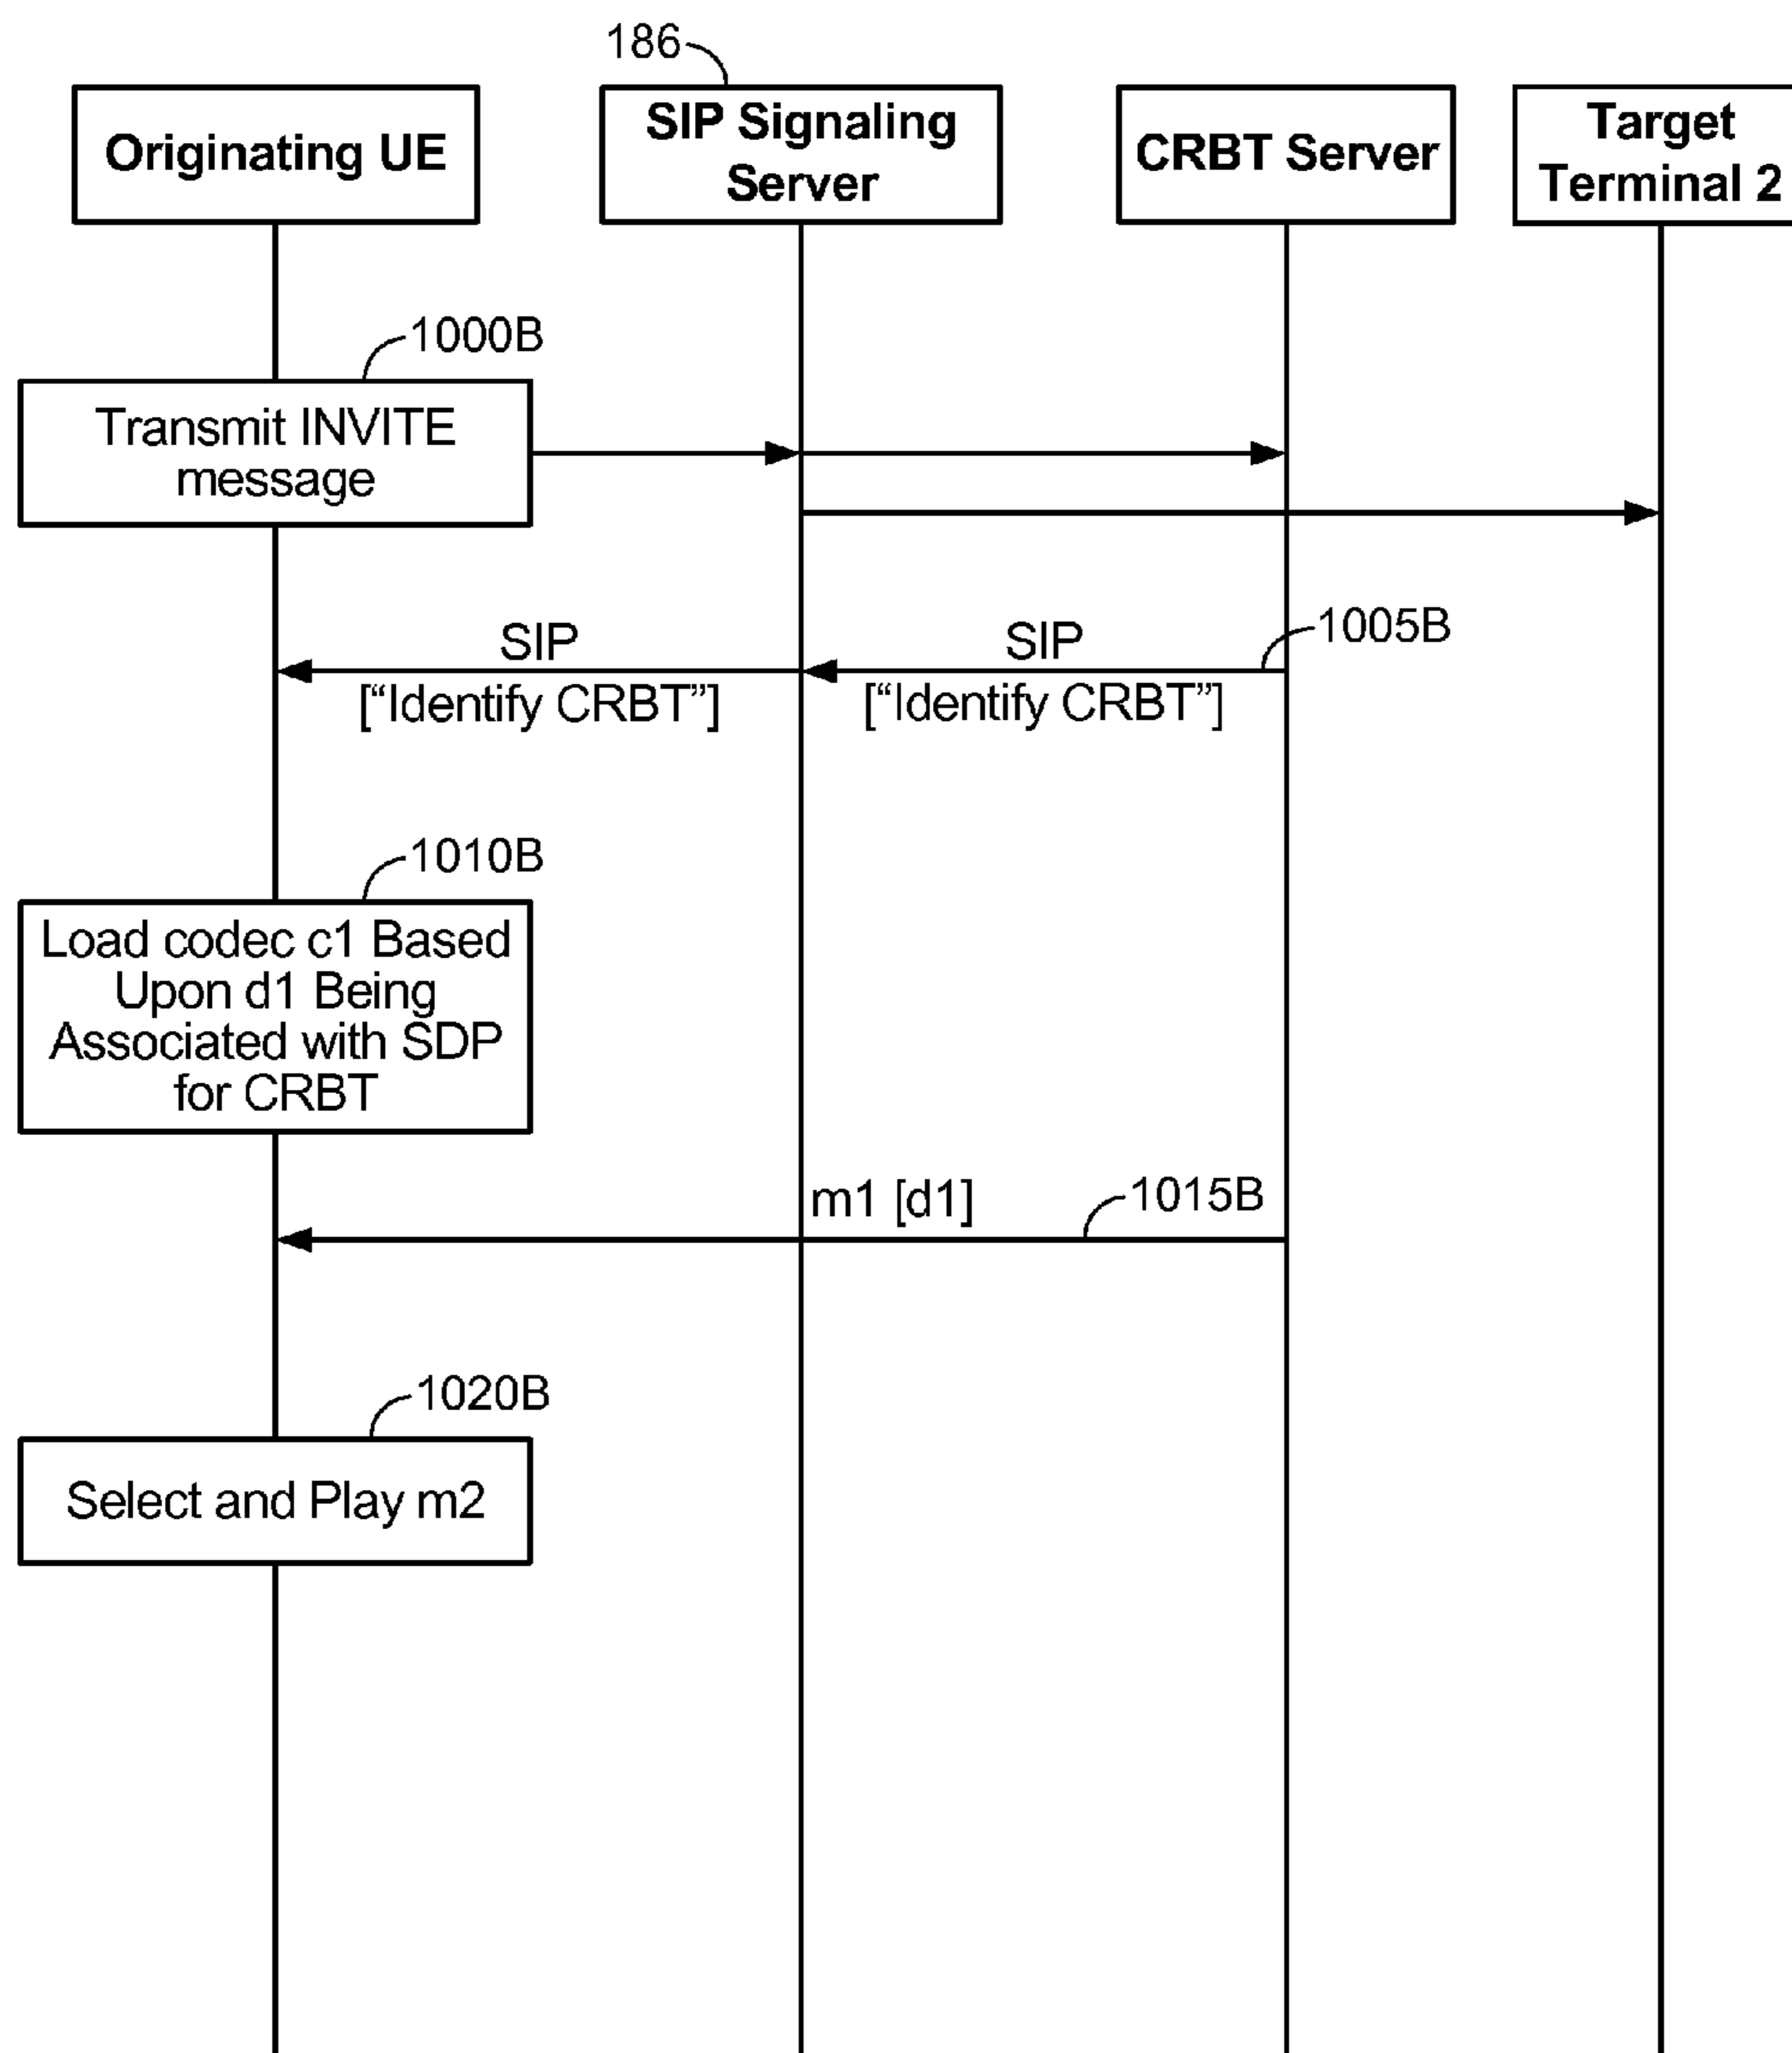 186
Originating UE
SIP Signaling
Server
CRBT Server
Target
Terminal 2
1000B
Transmit INVITE
message
1005B
SIP
["Identify CRBT"]
SIP
["Identify CRBT"]
1010B
Load codec c1 Based
Upon d1 Being
Associated with SDP
for CRBT
m1 [d1]
1015B
1020B
Select and Play m2